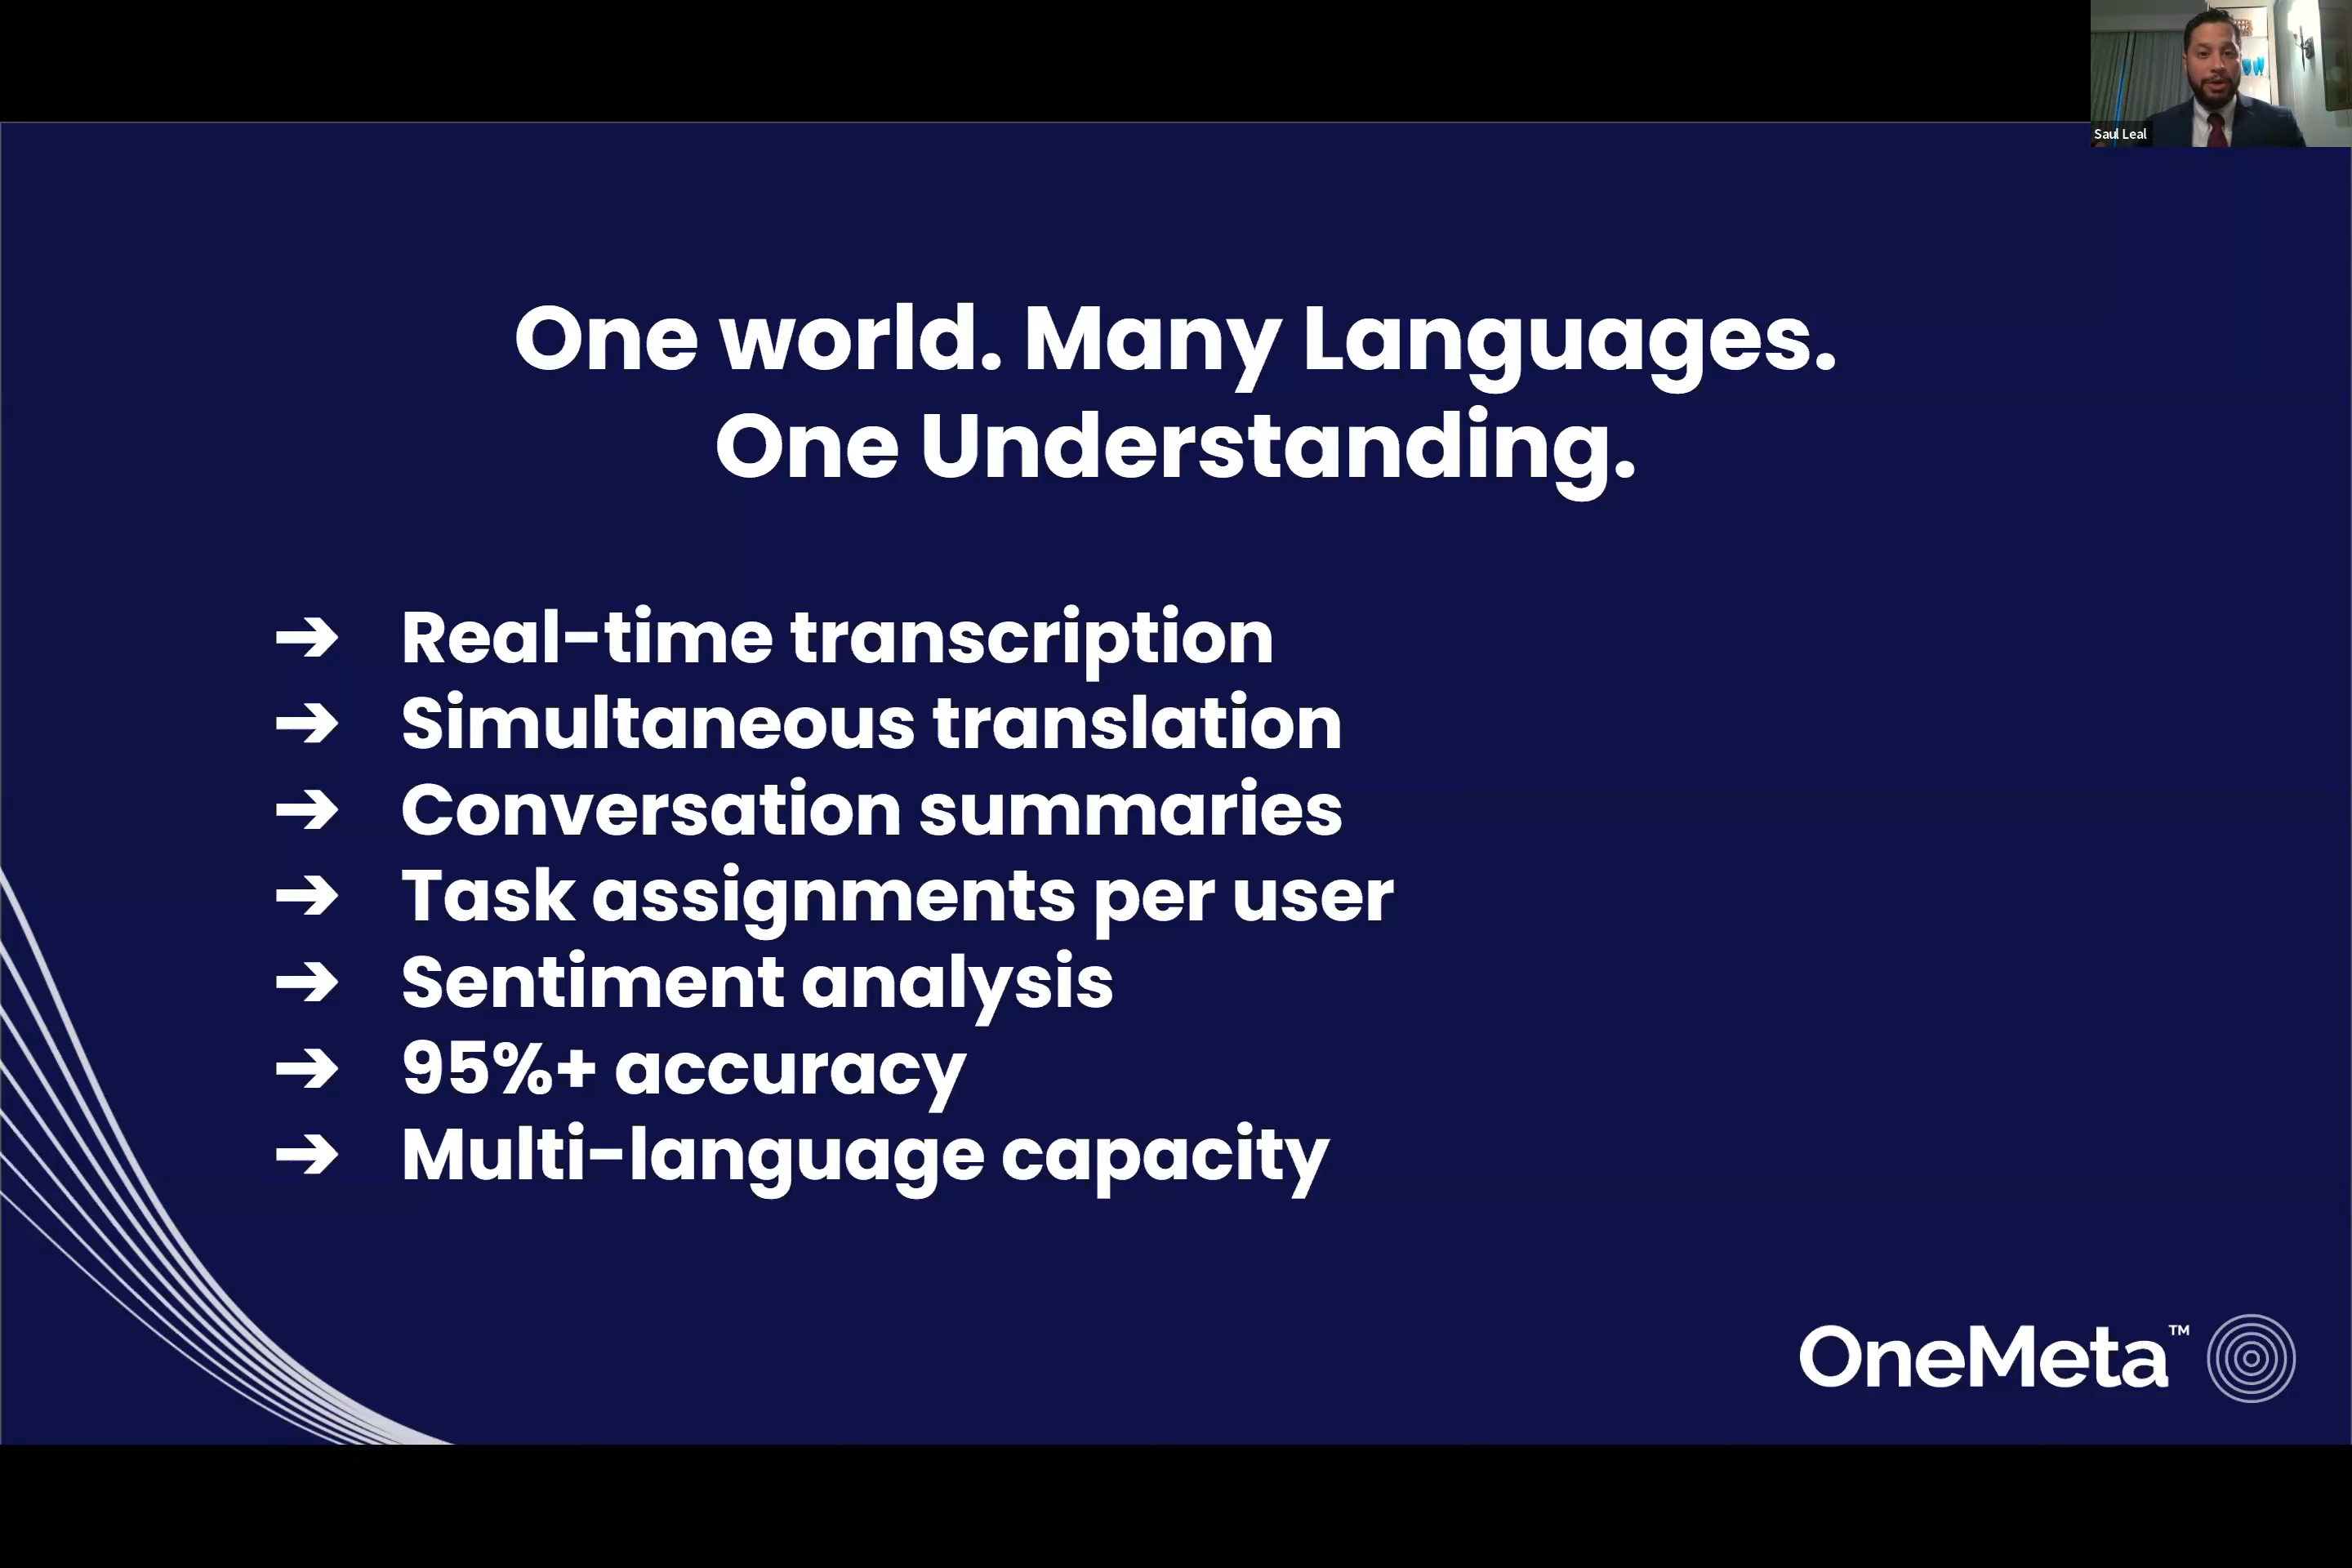 Saul Leal
One world. Many Languages.
One Understanding.
➔ Real-time transcription
➔ Simultaneous translation
➔ Conversation summaries
➔ Task assignments per user
➔ Sentiment analysis
➔ 95%+ accuracy
➔ Multi-language capacity
OneMeta™